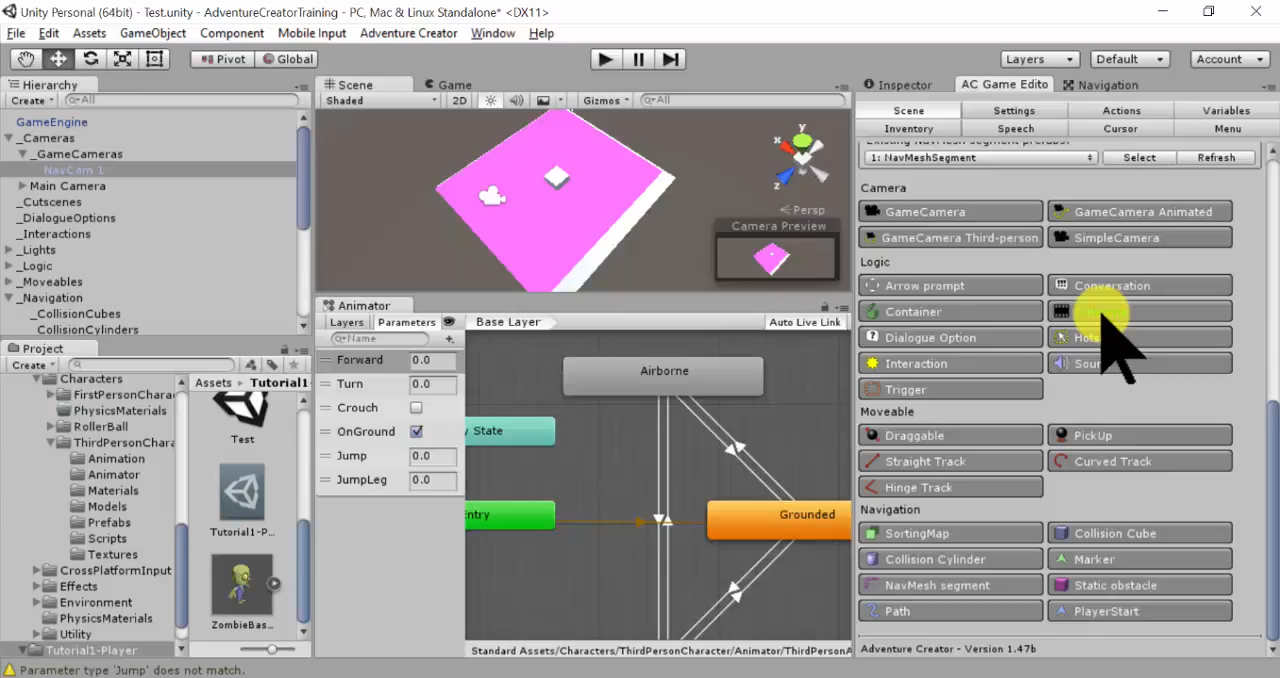 Unity Personal (64bit) - Test.unity - AdventureCreatorTraining - PC, Mac & Linux Standalone* <DX11>
File Edit Assets GameObject Component Mobile Input Adventure Creator Window Help
Pivot Global Layers Default Account
Hierarchy
Create All
GameEngine
_Cameras
_GameCameras
NavCam 1
Main Camera
_Cutscenes
_DialogueOptions
_Interactions
_Lights
_Logic
_Moveables
_Navigation
_CollisionCubes
_CollisionCylinders
Scene Game
Shaded 2D Gizmos All
y
x
z
Persp
Camera Preview
Project
Create
Characters
FirstPersonCharac
PhysicsMaterials
RollerBall
ThirdPersonChara
Animation
Animator
Materials
Models
Prefabs
Scripts
Textures
CrossPlatformInput
Effects
Environment
PhysicsMaterials
Utility
Tutorial1-Player
Assets Tutorial1
Test
Tutorial1-P...
ZombieBas...
Animator
Layers Parameters Base Layer Auto Live Link
Name
Forward 0.0
Turn 0.0
Crouch
OnGround
Jump 0.0
JumpLeg 0.0
Airborne
y State
Entry
Grounded
Standard Assets/Characters/ThirdPersonCharacter/Animator/ThirdPersonA
Inspector AC Game Edito Navigation
Scene Settings Actions Variables
Inventory Speech Cursor Menu
Existing NavMesh segment prefabs:
1: NavMeshSegment Select Refresh
Camera
GameCamera GameCamera Animated
GameCamera Third-person SimpleCamera
Logic
Arrow prompt Conversation
Container
Dialogue Option
Interaction
Trigger
Moveable
Draggable PickUp
Straight Track Curved Track
Hinge Track
Navigation
SortingMap Collision Cube
Collision Cylinder Marker
NavMesh segment Static obstacle
Path PlayerStart
Adventure Creator - Version 1.47b
Parameter type 'Jump' does not match.